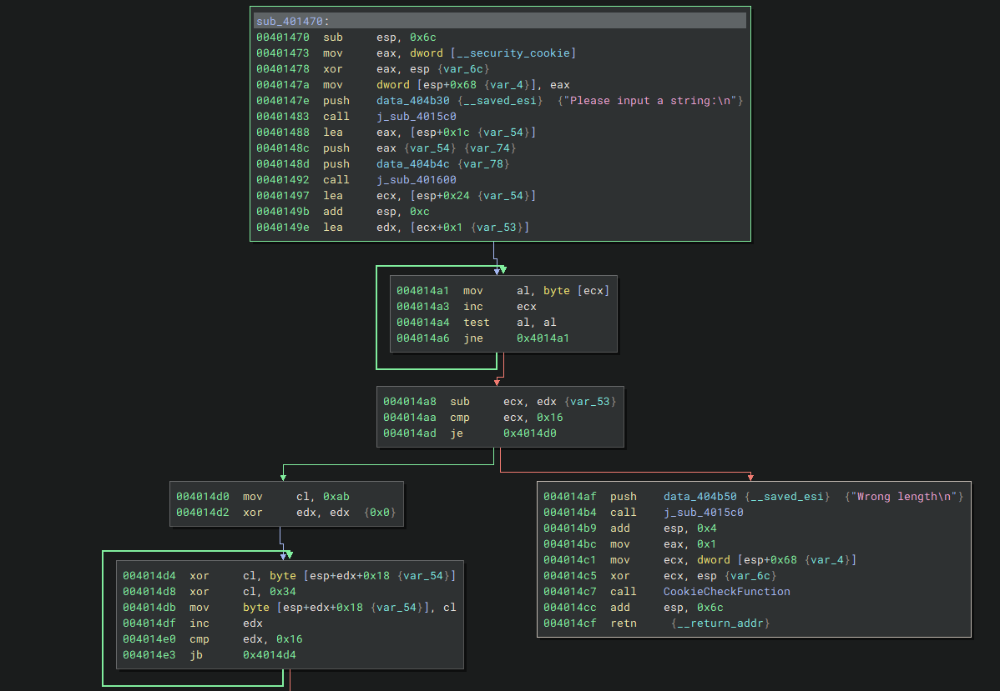 sub_401470:
00401470 sub esp, 0x6c
00401473 mov eax, dword [__security_cookie]
00401478 xor eax, esp {var_6c}
0040147a mov dword [esp+0x68 {var_4}], eax
0040147e push data_404b30 {__saved_esi} {"Please input a string:\n"}
00401483 call j_sub_4015c0
00401488 lea eax, [esp+0x1c {var_54}]
0040148c push eax {var_54} {var_74}
0040148d push data_404b4c {var_78}
00401492 call j_sub_401600
00401497 lea ecx, [esp+0x24 {var_54}]
0040149b add esp, 0xc
0040149e lea edx, [ecx+0x1 {var_53}]
004014a1 mov al, byte [ecx]
004014a3 inc ecx
004014a4 test al, al
004014a6 jne 0x4014a1
004014a8 sub ecx, edx {var_53}
004014aa cmp ecx, 0x16
004014ad je 0x4014d0
004014d0 mov cl, 0xab
004014d2 xor edx, edx {0x0}
004014af push data_404b50 {__saved_esi} {"Wrong length\n"}
004014b4 call j_sub_4015c0
004014b9 add esp, 0x4
004014bc mov eax, 0x1
004014c1 mov ecx, dword [esp+0x68 {var_4}]
004014c5 xor ecx, esp {var_6c}
004014c7 call CookieCheckFunction
004014cc add esp, 0x6c
004014cf retn {__return_addr}
004014d4 xor cl, byte [esp+edx+0x18 {var_54}]
004014d8 xor cl, 0x34
004014db mov byte [esp+edx+0x18 {var_54}], cl
004014df inc edx
004014e0 cmp edx, 0x16
004014e3 jb 0x4014d4